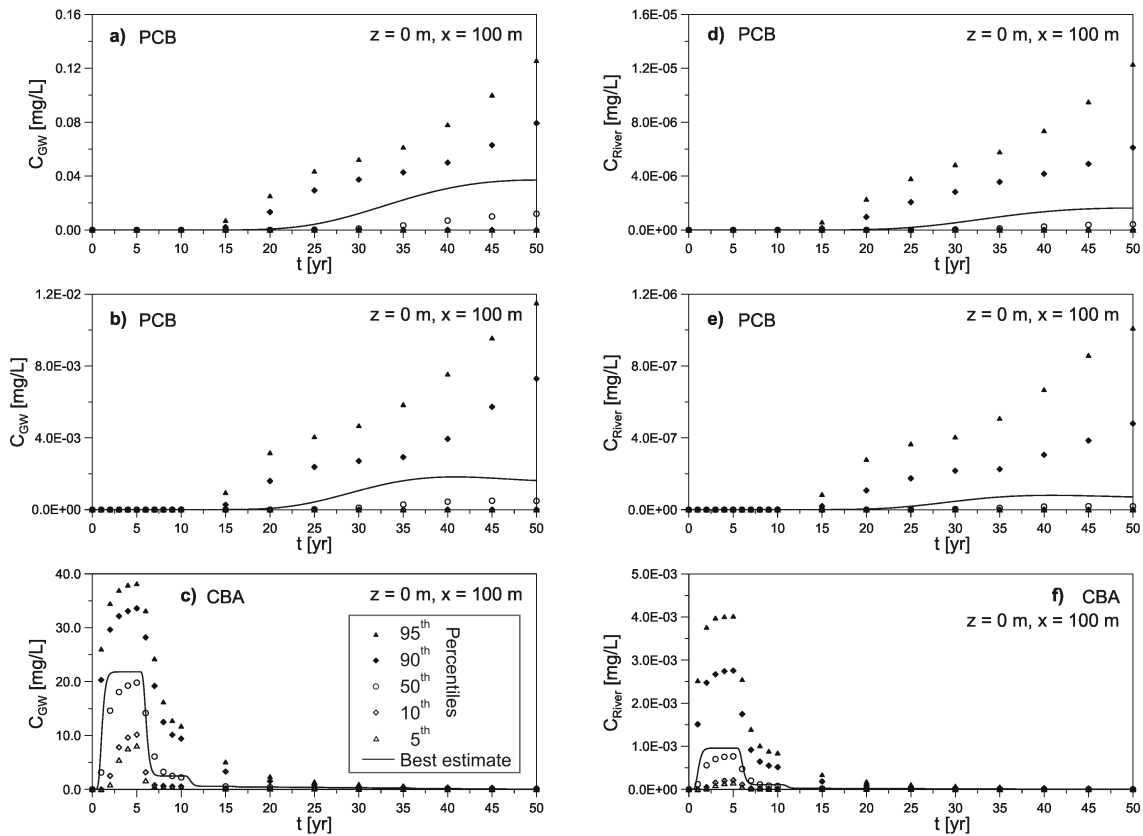 a) PCB
z = 0 m, x = 100 m
C_GW [mg/L]
0.16
0.12
0.08
0.04
0.00
0 5 10 15 20 25 30 35 40 45 50
t [yr]
d) PCB
z = 0 m, x = 100 m
C_River [mg/L]
1.6E-05
1.2E-05
8.0E-06
4.0E-06
0.0E+00
0 5 10 15 20 25 30 35 40 45 50
t [yr]
b) PCB
z = 0 m, x = 100 m
C_GW [mg/L]
1.2E-02
8.0E-03
4.0E-03
0.0E+00
0 5 10 15 20 25 30 35 40 45 50
t [yr]
e) PCB
z = 0 m, x = 100 m
C_River [mg/L]
1.2E-06
8.0E-07
4.0E-07
0.0E+00
0 5 10 15 20 25 30 35 40 45 50
t [yr]
c) CBA
z = 0 m, x = 100 m
C_GW [mg/L]
40.0
30.0
20.0
10.0
0.0
0 5 10 15 20 25 30 35 40 45 50
t [yr]
95th
90th
50th
10th
5th
Percentiles
Best estimate
f) CBA
z = 0 m, x = 100 m
C_River [mg/L]
5.0E-03
4.0E-03
3.0E-03
2.0E-03
1.0E-03
0.0E+00
0 5 10 15 20 25 30 35 40 45 50
t [yr]